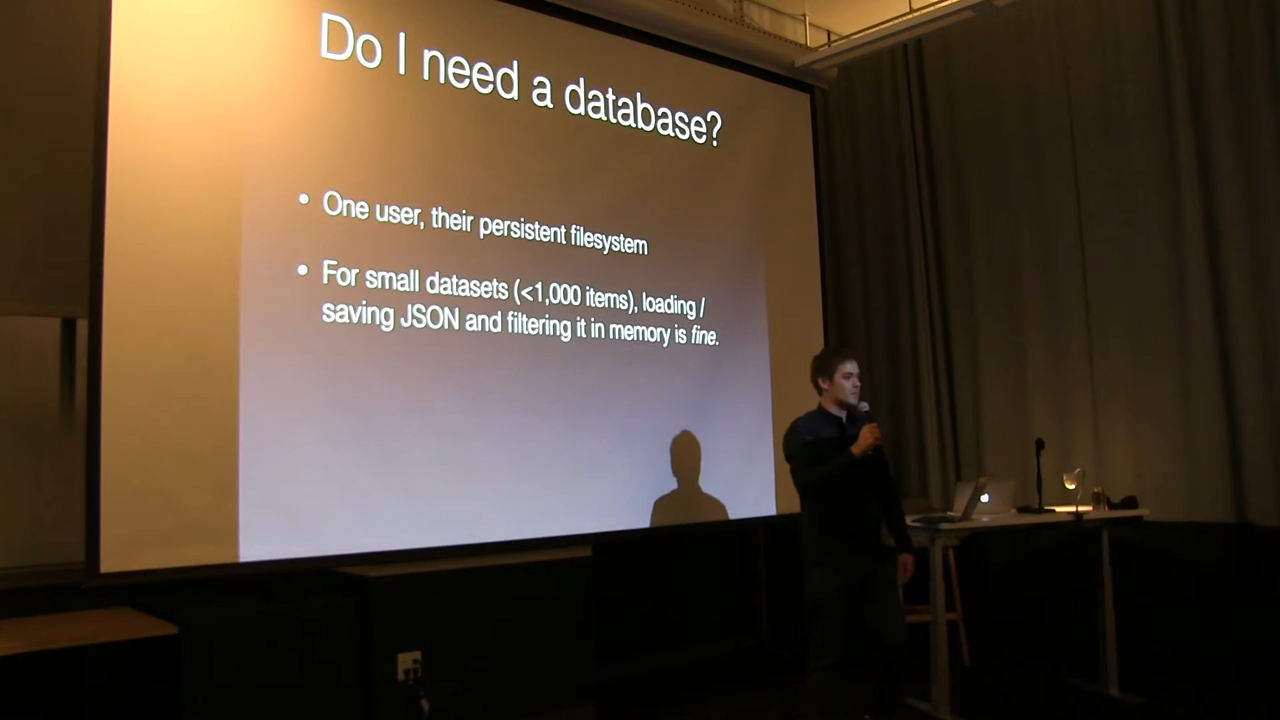 Do I need a database?
• One user, their persistent filesystem
• For small datasets (<1,000 items), loading /
saving JSON and filtering it in memory is fine.